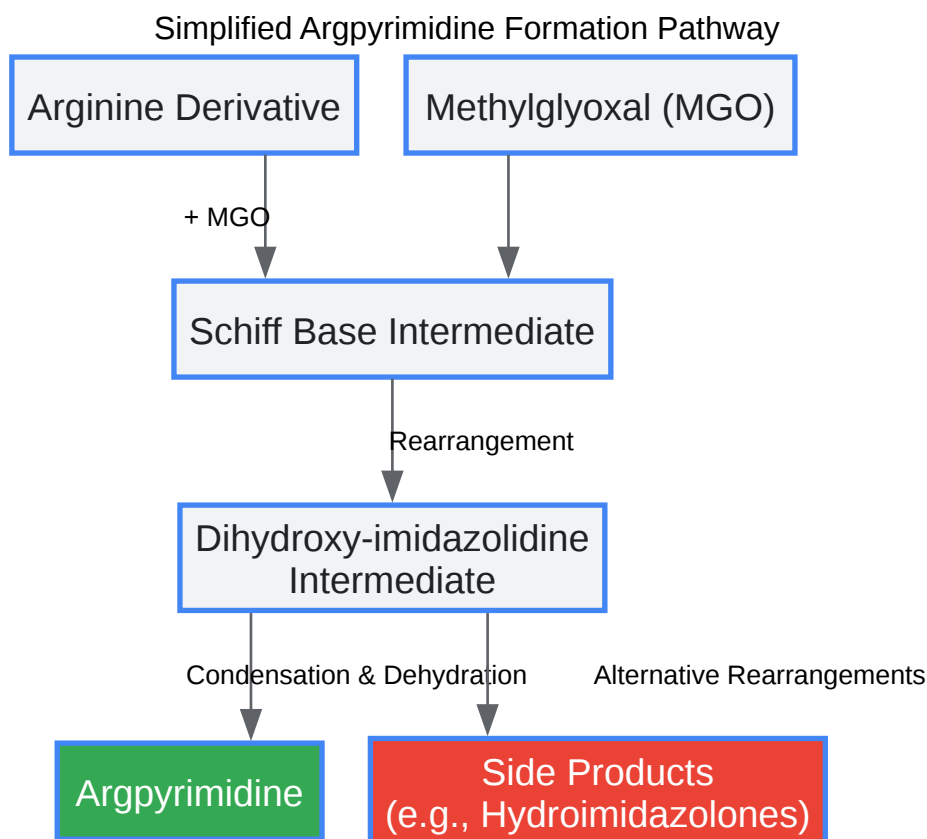 Simplified Argpyrimidine Formation Pathway
Arginine Derivative
Methylglyoxal (MGO)
+ MGO
Schiff Base Intermediate
Rearrangement
Dihydroxy-imidazolidine
Intermediate
Condensation & Dehydration
Alternative Rearrangements
Argpyrimidine
Side Products
(e.g., Hydroimidazolones)